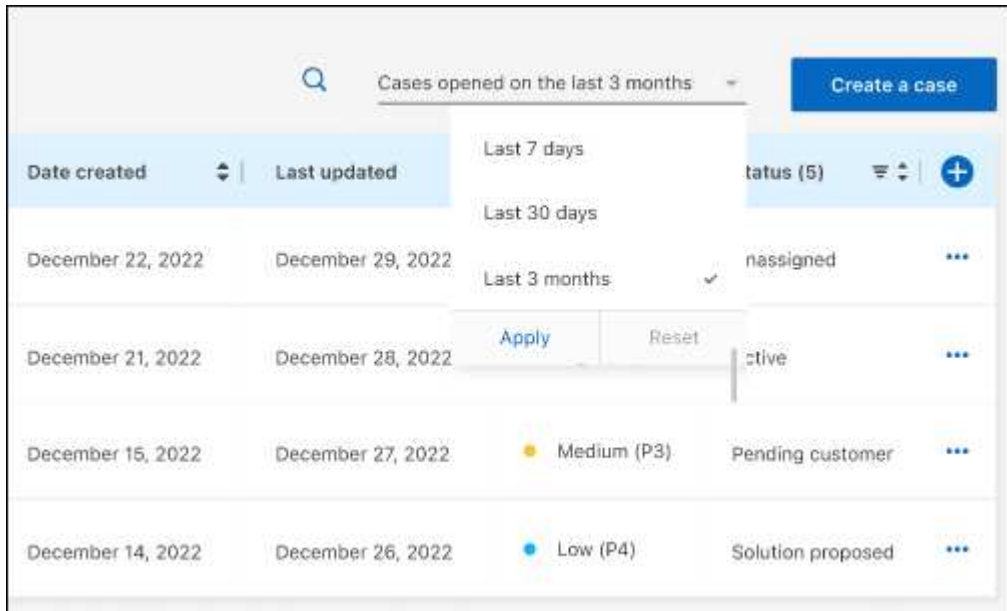 Cases opened on the last 3 months
Create a case
Date created
Last updated
tatus (5)
Last 7 days
Last 30 days
Last 3 months
Apply
Reset
December 22, 2022
December 29, 2022
nassigned
December 21, 2022
December 28, 2022
ctive
December 15, 2022
December 27, 2022
Medium (P3)
Pending customer
December 14, 2022
December 26, 2022
Low (P4)
Solution proposed